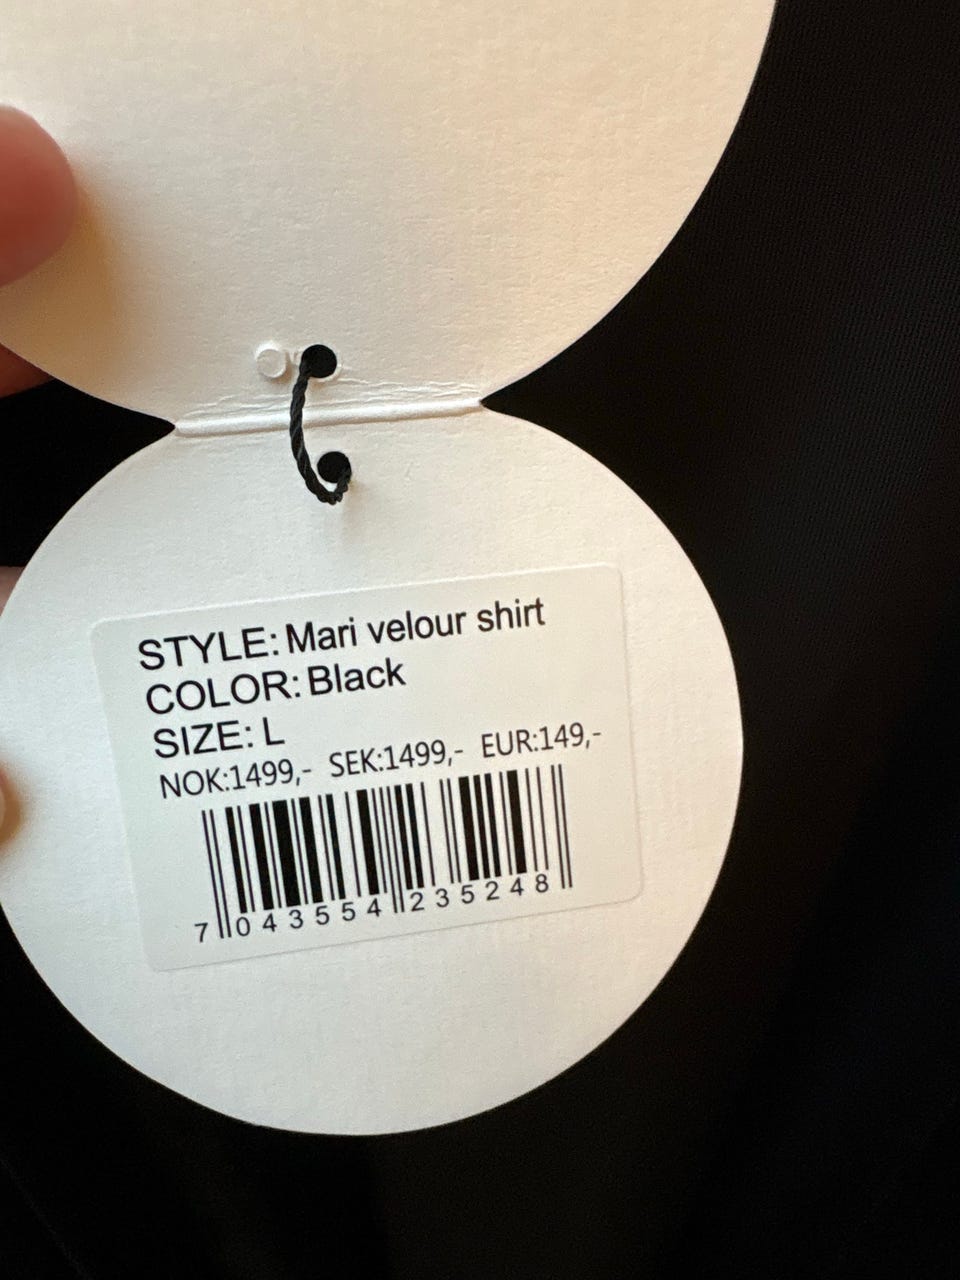 STYLE: Mari velour shirt
COLOR: Black
SIZE: L
NOK:1499,- SEK:1499,- EUR:149,-
7 043554 235248